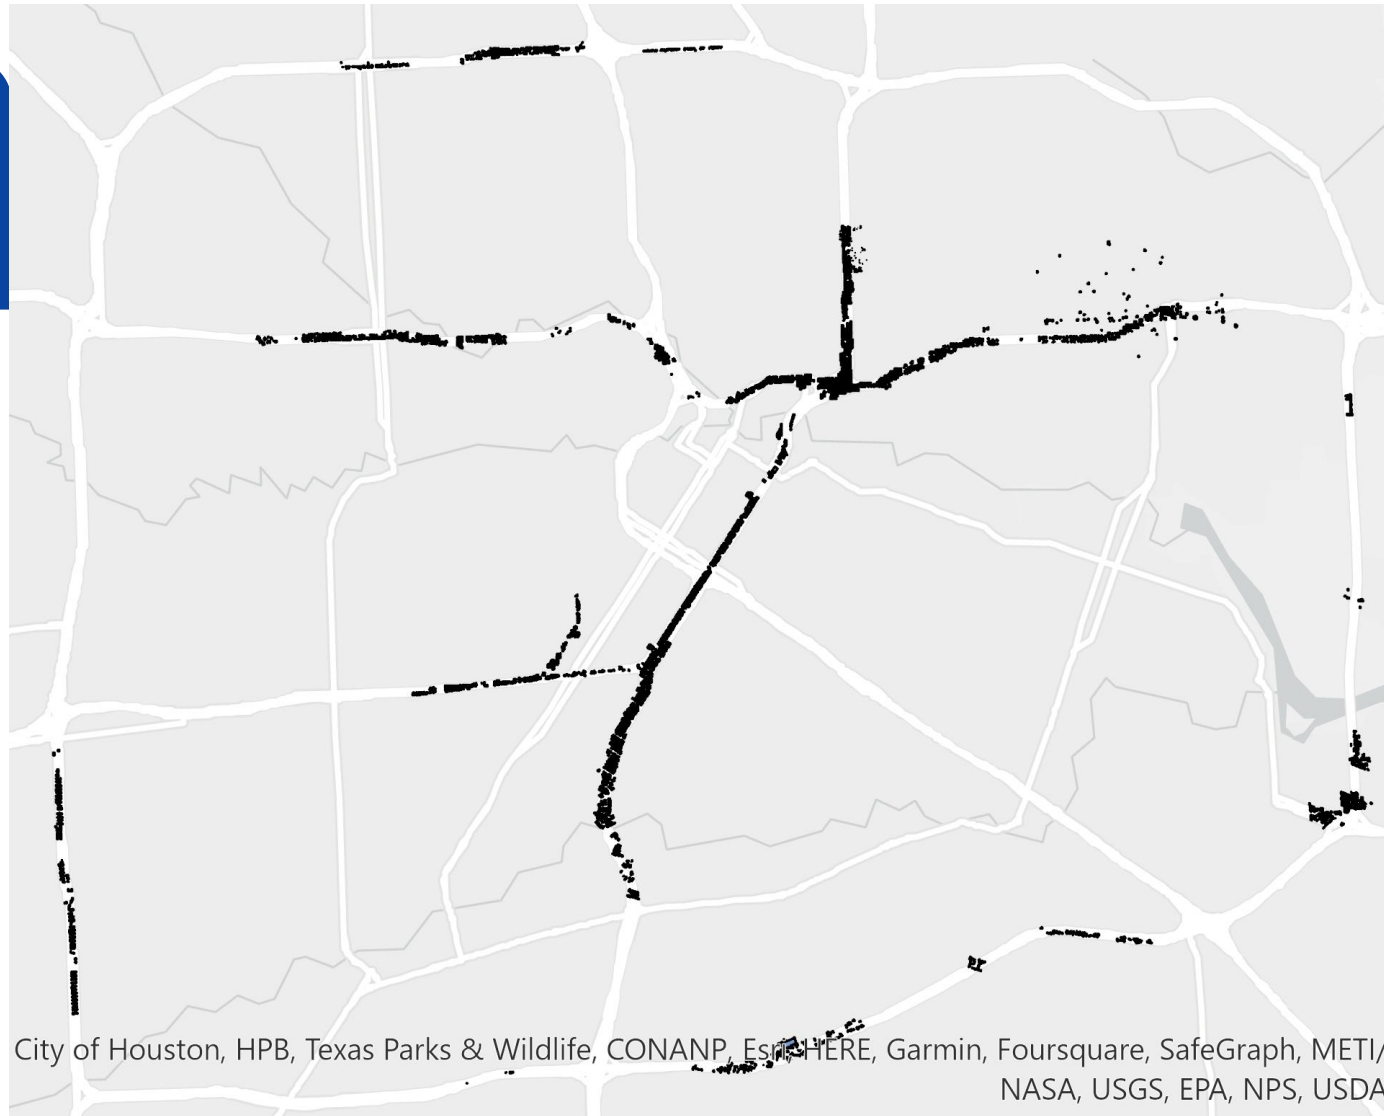 City of Houston, HPB, Texas Parks & Wildlife, CONANP, Esri, HERE, Garmin, Foursquare, SafeGraph, METI/
NASA, USGS, EPA, NPS, USDA